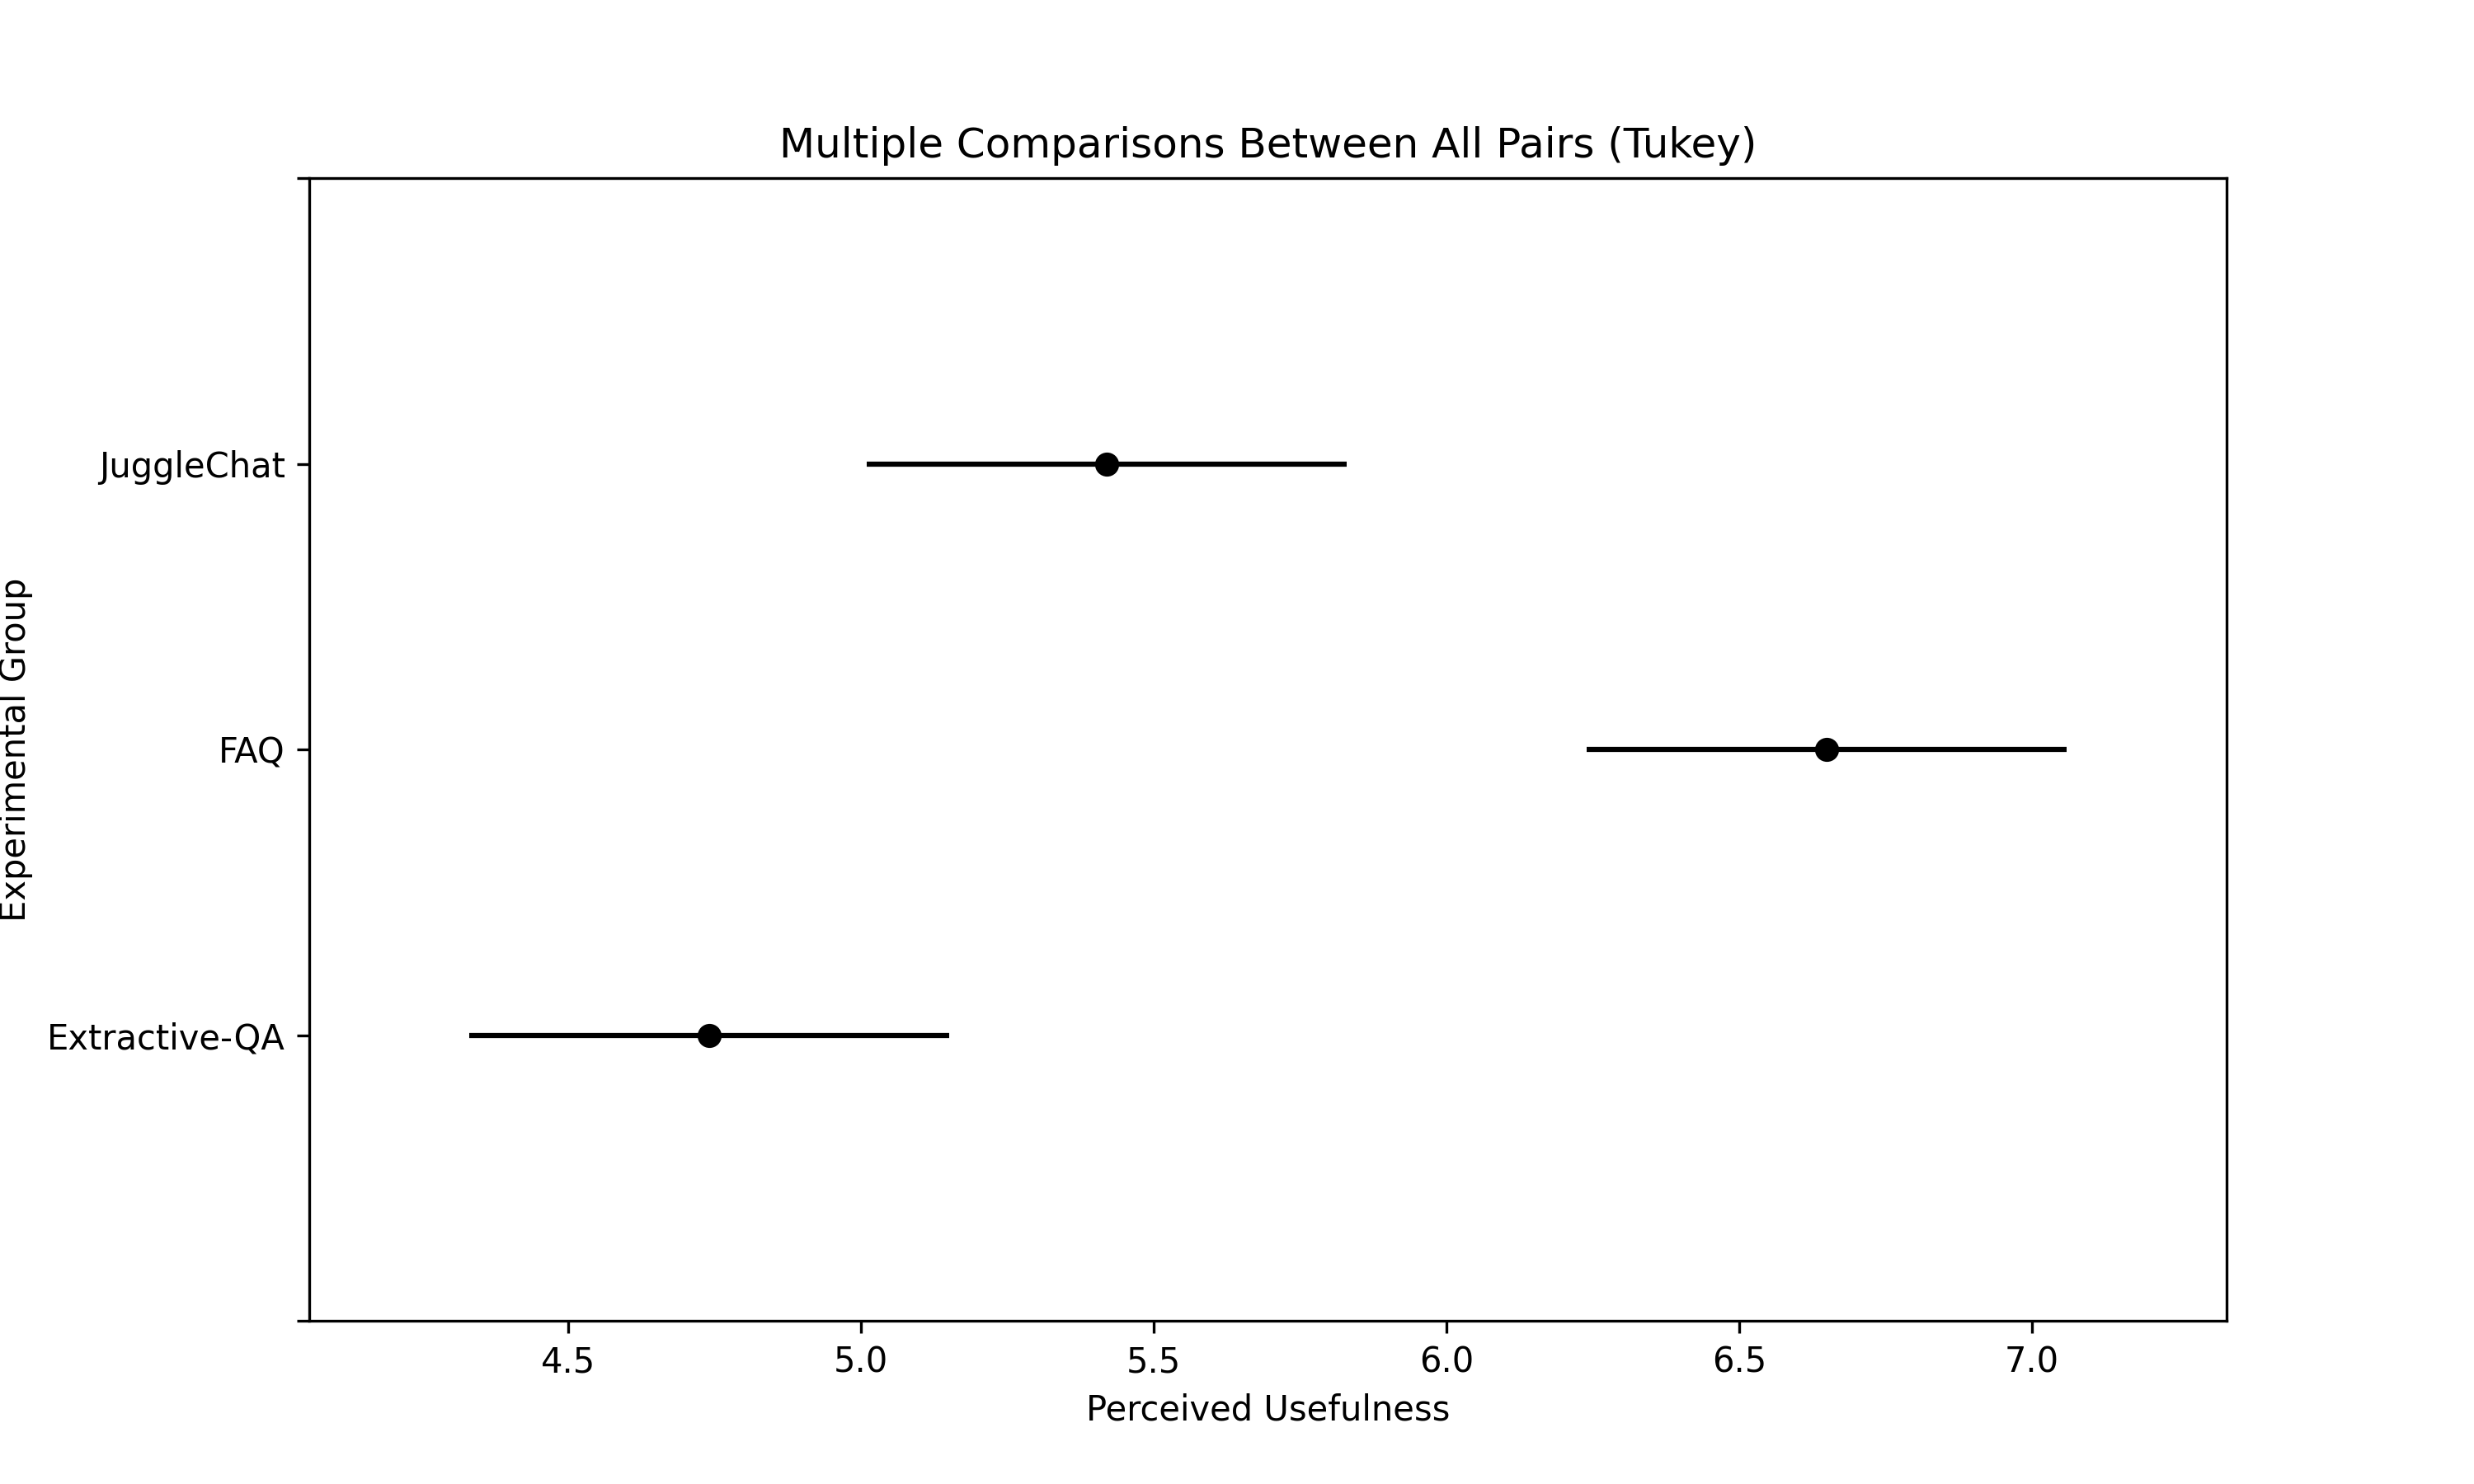 Multiple Comparisons Between All Pairs (Tukey)
JuggleChat
FAQ
Extractive-QA
Experimental Group
4.5 5.0 5.5 6.0 6.5 7.0
Perceived Usefulness